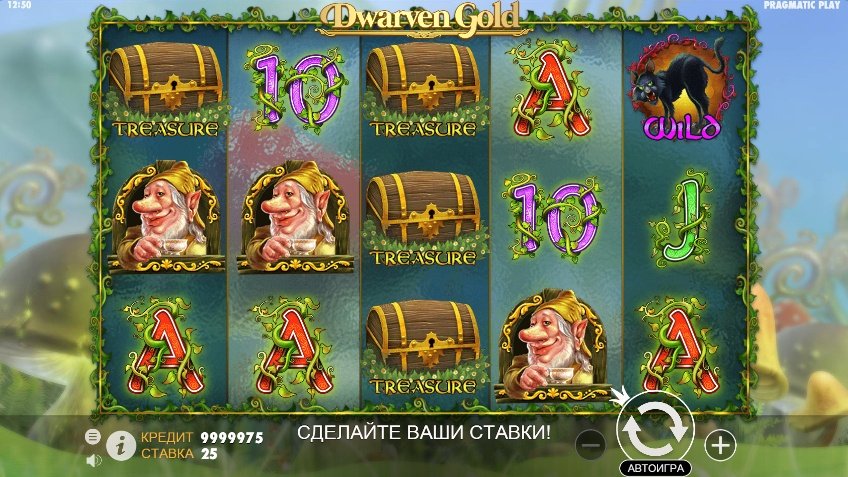 12:50
Dwarven Gold
PRAGMATIC PLAY
TREASURE
10
TREASURE
A
WILD
TREASURE
10
J
A
A
TREASURE
A
КРЕДИТ 9999975
СТАВКА 25
СДЕЛАЙТЕ ВАШИ СТАВКИ!
АВТОИГРА